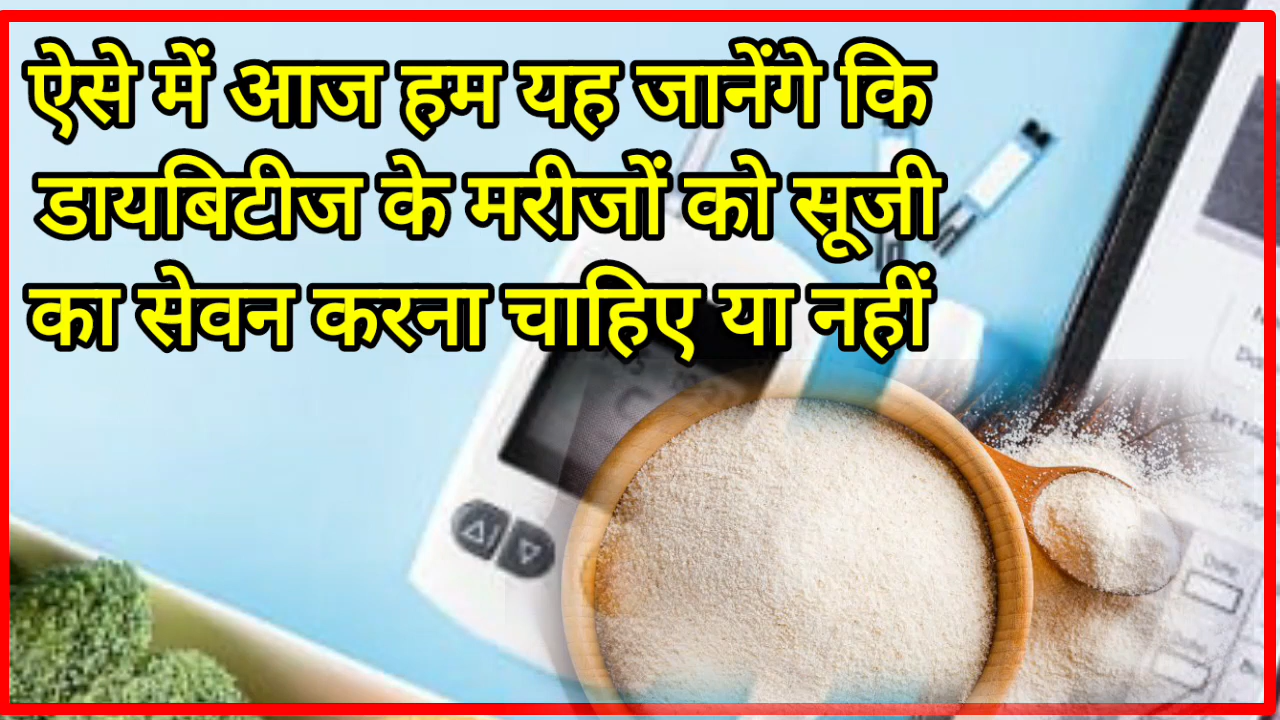 ऐसे में आज हम यह जानेंगे कि
डायबिटीज के मरीजों को सूजी
का सेवन करना चाहिए या नहीं